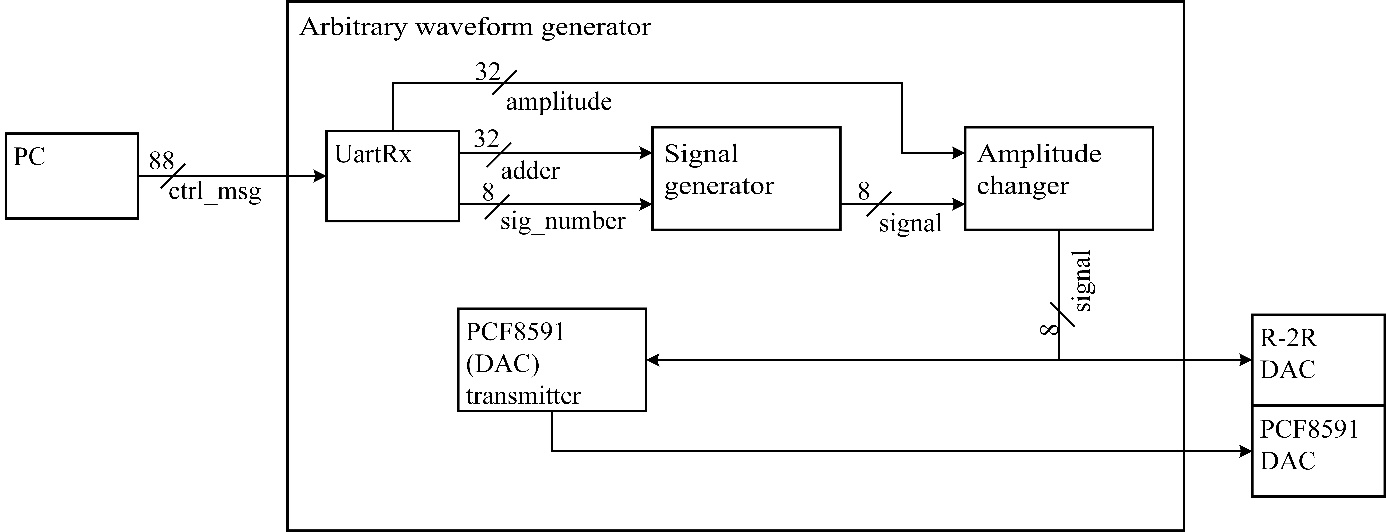 Arbitrary waveform generator
32
amplitude
PC
88
ctrl_msg
UartRx
32
adder
8
sig_number
Signal
generator
8
signal
Amplitude
changer
signal
8
PCF8591
(DAC)
transmitter
R-2R
DAC
PCF8591
DAC